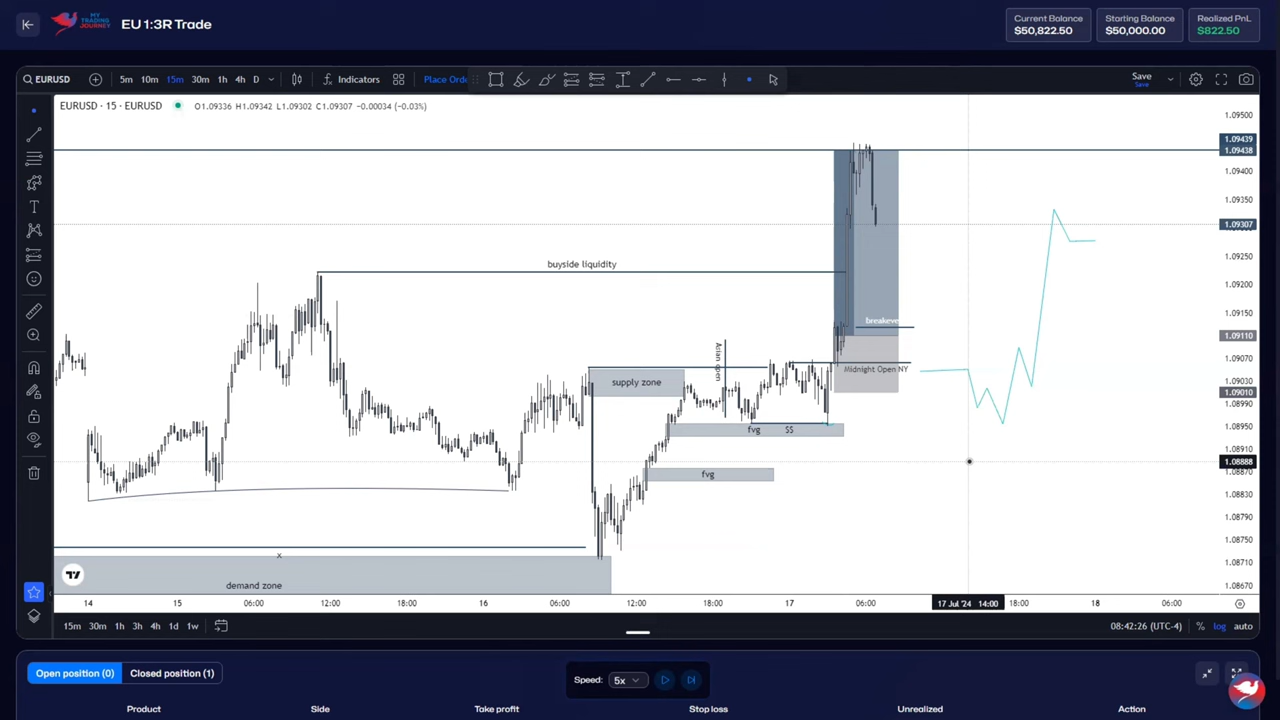 MY TRADING JOURNEY
EU 1:3R Trade
Current Balance
$50,822.50
Starting Balance
$50,000.00
Realized PnL
$822.50
EURUSD
5m 10m 15m 30m 1h 4h D
Indicators
Place Orde
Save
Save
EURUSD · 15 · EURUSD
O1.09336 H1.09342 L1.09302 C1.09307 −0.00034 (−0.03%)
1.09500
1.09439
1.09438
1.09400
1.09350
1.09307
1.09250
1.09200
1.09150
1.09110
1.09070
1.09030
1.09010
1.08990
1.08950
1.08910
1.08888
1.08870
1.08830
1.08790
1.08750
1.08710
1.08670
buyside liquidity
breakeve
Asian open
Midnight Open NY
supply zone
fvg $$
fvg
x
demand zone
14 15 06:00 12:00 18:00 16 06:00 12:00 18:00 17 06:00 17 Jul '24 14:00 18:00 18 06:00
15m 30m 1h 3h 4h 1d 1w
08:42:26 (UTC-4) % log auto
Open position (0) Closed position (1)
Speed: 5x
Product Side Take profit Stop loss Unrealized Action